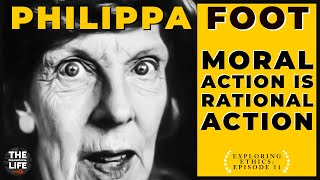 PHILIPPA FOOT
MORAL
ACTION IS
RATIONAL
ACTION
EXPLORING
ETHICS:
EPISODE 11
THE
LIFE